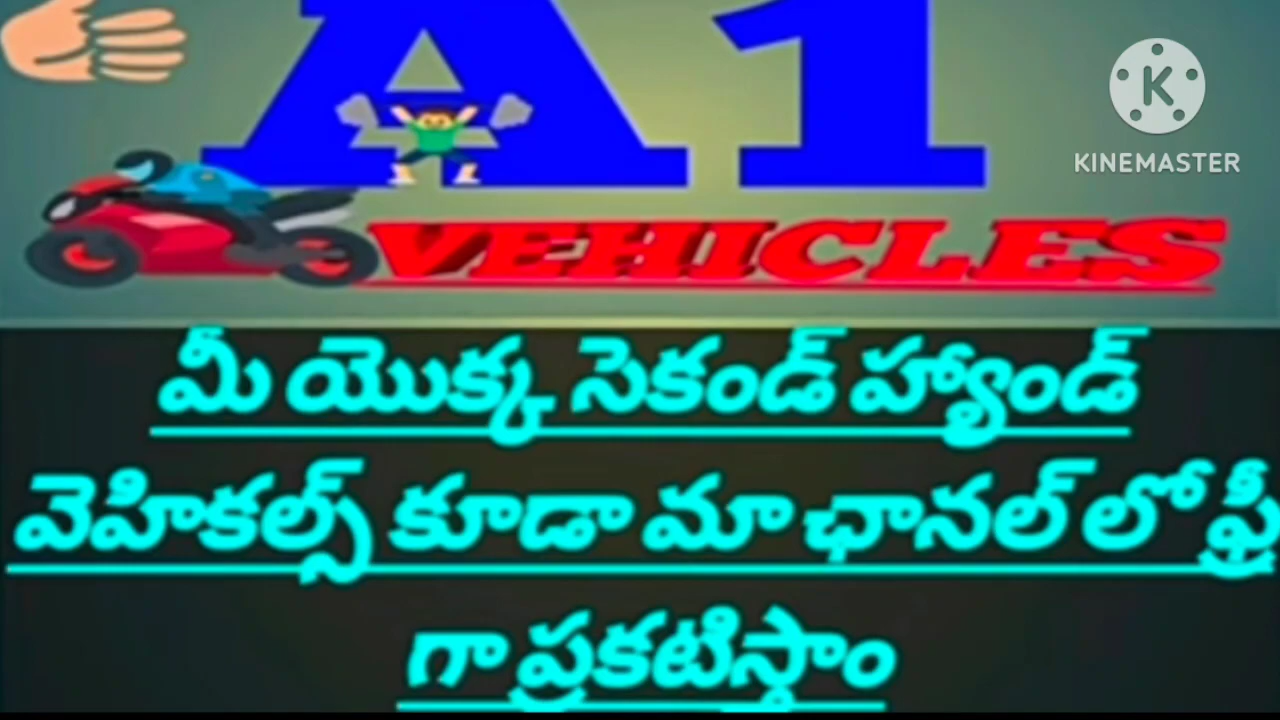 A1
KINEMASTER
VEHICLES
మీ యొక్క సెకండ్ హ్యాండ్
వెహికల్స్ కూడా మా ఛానల్ లో ఫ్రీ
గా ప్రకటిస్తాం